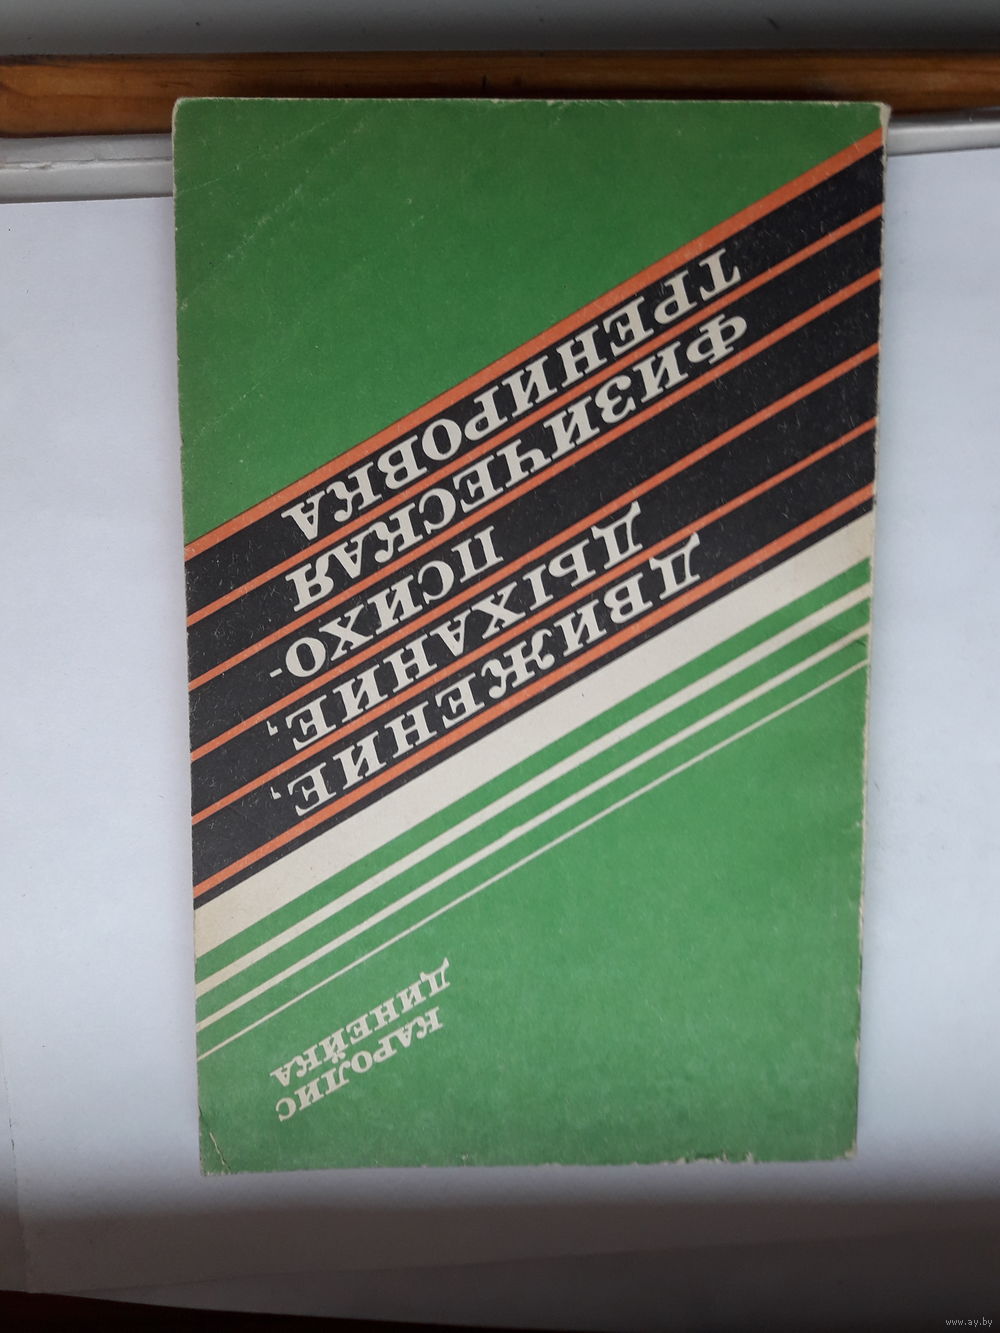 КАРОЛИС
ДИНЕЙКА
ДВИЖЕНИЕ,
ДЫХАНИЕ,
ПСИХО-
ФИЗИЧЕСКАЯ
ТРЕНИРОВКА
www.ay.by